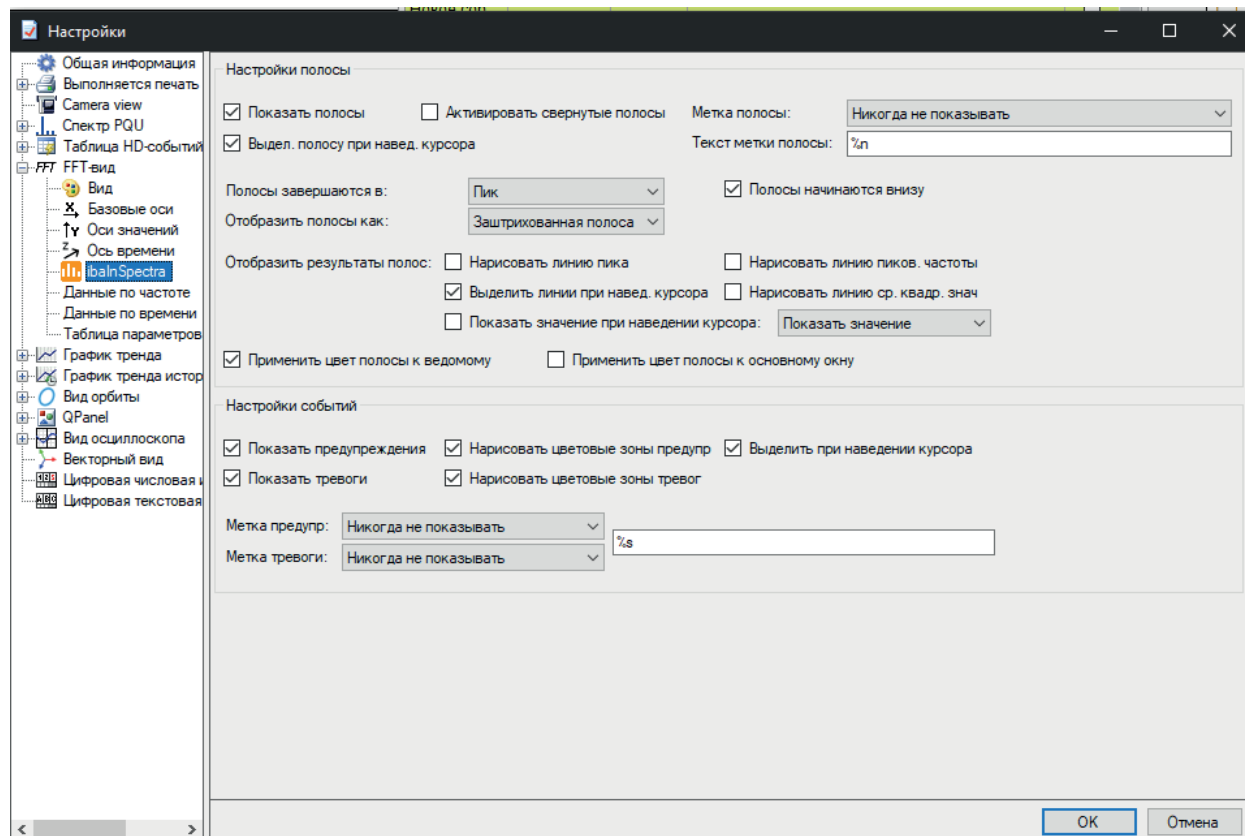 Новое соп
Настройки
Общая информация
Выполняется печать
Camera view
Спектр PQU
Таблица HD-событий
FFT FFT-вид
Вид
X Базовые оси
Y Оси значений
Z Ось времени
ibaInSpectra
Данные по частоте
Данные по времени
Таблица параметров
График тренда
График тренда истор
Вид орбиты
QPanel
Вид осциллоскопа
Векторный вид
Цифровая числовая и
ABC Цифровая текстовая
Настройки полосы
Показать полосы Активировать свернутые полосы Метка полосы: Никогда не показывать
Выдел. полосу при навед. курсора Текст метки полосы: %n
Полосы завершаются в: Пик Полосы начинаются внизу
Отобразить полосы как: Заштрихованная полоса
Отобразить результаты полос: Нарисовать линию пика Нарисовать линию пиков. частоты
Выделить линии при навед. курсора Нарисовать линию ср. квадр. знач
Показать значение при наведении курсора: Показать значение
Применить цвет полосы к ведомому Применить цвет полосы к основному окну
Настройки событий
Показать предупреждения Нарисовать цветовые зоны предупр Выделить при наведении курсора
Показать тревоги Нарисовать цветовые зоны тревог
Метка предупр: Никогда не показывать
%s
Метка тревоги: Никогда не показывать
OK Отмена